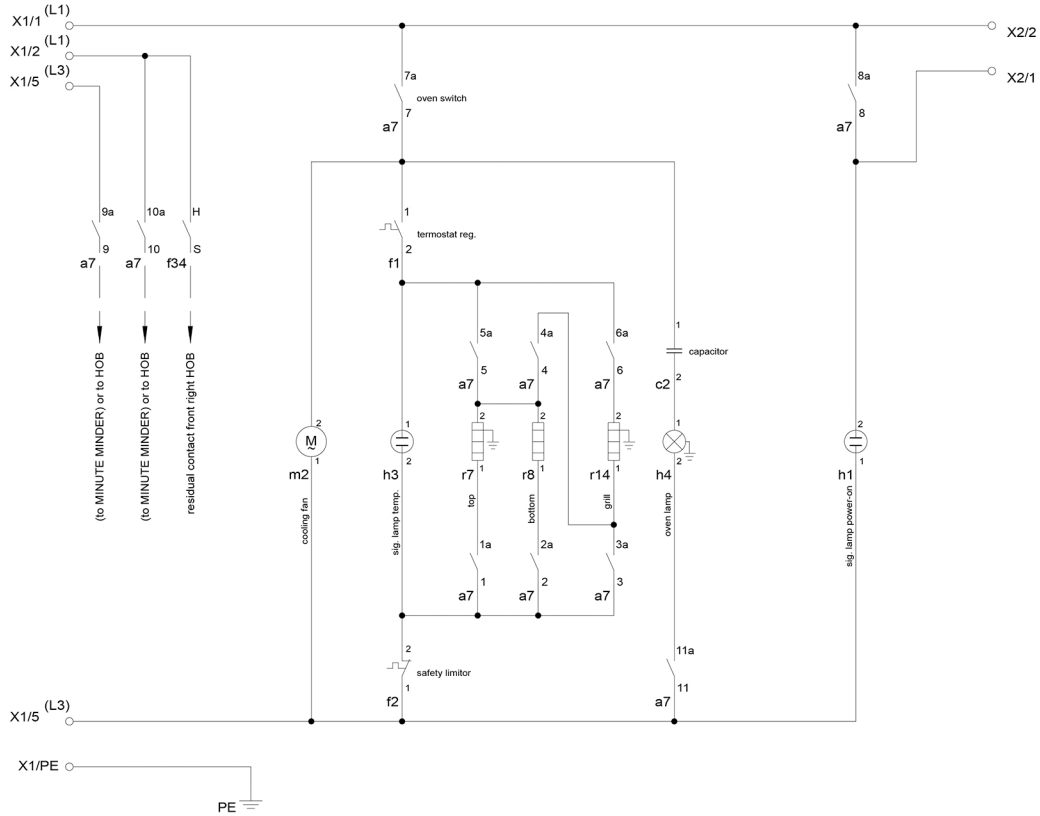 X1/1 (L1)
X2/2
X1/2 (L1)
X1/5 (L3)
X2/1
7a
oven switch
7
a7
8a
8
a7
9a
9
a7
10a
10
a7
H
S
f34
1
termostat reg.
2
f1
5a
5
a7
4a
4
a7
6a
6
a7
1
capacitor
2
c2
(to MINUTE MINDER) or to HOB
(to MINUTE MINDER) or to HOB
residual contact front right HOB
2
M
~
1
m2
cooling fan
1
2
h3
sig. lamp temp.
2
1
r7
top
2
1
r8
bottom
2
1
r14
grill
1
2
h4
oven lamp
2
1
h1
sig. lamp power-on
1a
1
a7
2a
2
a7
3a
3
a7
2
safety limitor
1
f2
11a
11
a7
X1/5 (L3)
X1/PE
PE